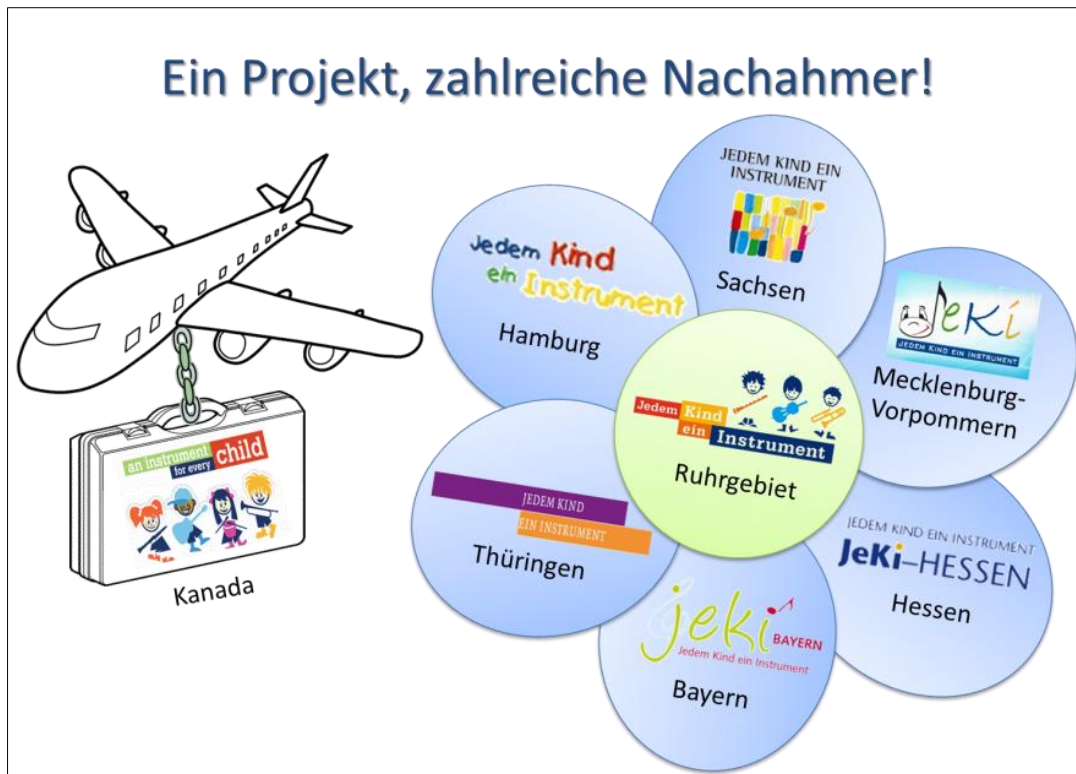 Ein Projekt, zahlreiche Nachahmer!
JEDEM KIND EIN
INSTRUMENT
Sachsen
Jedem Kind
ein Instrument
Hamburg
Jeki
JEDEM KIND EIN INSTRUMENT
Mecklenburg-
Vorpommern
Jedem Kind
ein Instrument
Ruhrgebiet
an instrument
for every child
Kanada
JEDEM KIND
EIN INSTRUMENT
Thüringen
JEDEM KIND EIN INSTRUMENT
JeKi–HESSEN
Hessen
jeki BAYERN
Jedem Kind ein Instrument
Bayern